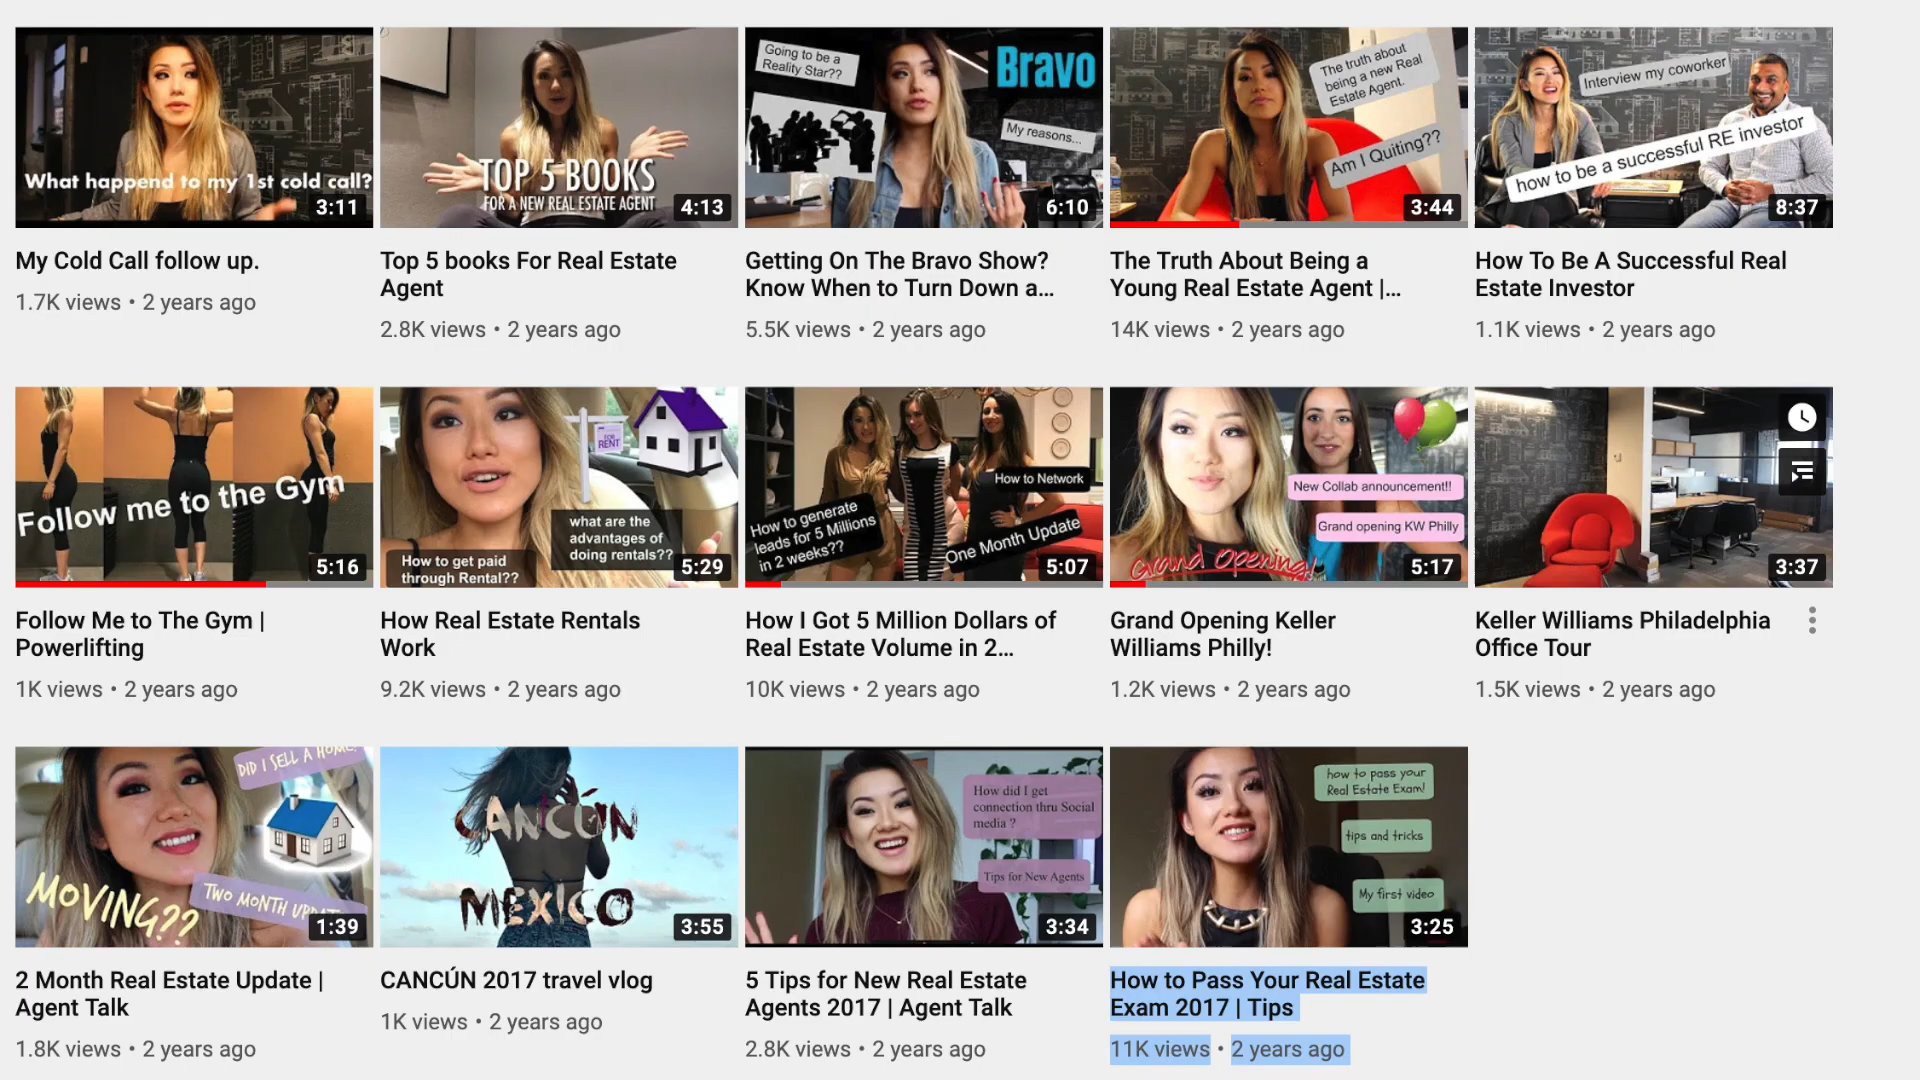 What happend to my 1st cold call?
3:11
My Cold Call follow up.
1.7K views • 2 years ago
TOP 5 BOOKS
FOR A NEW REAL ESTATE AGENT
4:13
Top 5 books For Real Estate
Agent
2.8K views • 2 years ago
Going to be a
Reality Star??
Bravo
My reasons...
6:10
Getting On The Bravo Show?
Know When to Turn Down a...
5.5K views • 2 years ago
The truth about
being a new Real
Estate Agent.
Am I Quiting??
3:44
The Truth About Being a
Young Real Estate Agent |...
14K views • 2 years ago
Interview my coworker
how to be a successful RE investor
8:37
How To Be A Successful Real
Estate Investor
1.1K views • 2 years ago
Follow me to the Gym
5:16
Follow Me to The Gym |
Powerlifting
1K views • 2 years ago
FOR
RENT
what are the
advantages of
doing rentals??
How to get paid
through Rental??
5:29
How Real Estate Rentals
Work
9.2K views • 2 years ago
How to Network
How to generate
leads for 5 Millions
in 2 weeks??
One Month Update
5:07
How I Got 5 Million Dollars of
Real Estate Volume in 2...
10K views • 2 years ago
New Collab announcement!!
Grand opening KW Philly
Grand Opening!
5:17
Grand Opening Keller
Williams Philly!
1.2K views • 2 years ago
3:37
Keller Williams Philadelphia
Office Tour
1.5K views • 2 years ago
DID I SELL A HOME?
MOVING??
TWO MONTH UPDATE
1:39
2 Month Real Estate Update |
Agent Talk
1.8K views • 2 years ago
CANCÚN
MEXICO
3:55
CANCÚN 2017 travel vlog
1K views • 2 years ago
How did I get
connection thru Social
media ?
Tips for New Agents
3:34
5 Tips for New Real Estate
Agents 2017 | Agent Talk
2.8K views • 2 years ago
how to pass your
Real Estate Exam!
tips and tricks
My first video
3:25
How to Pass Your Real Estate
Exam 2017 | Tips
11K views • 2 years ago